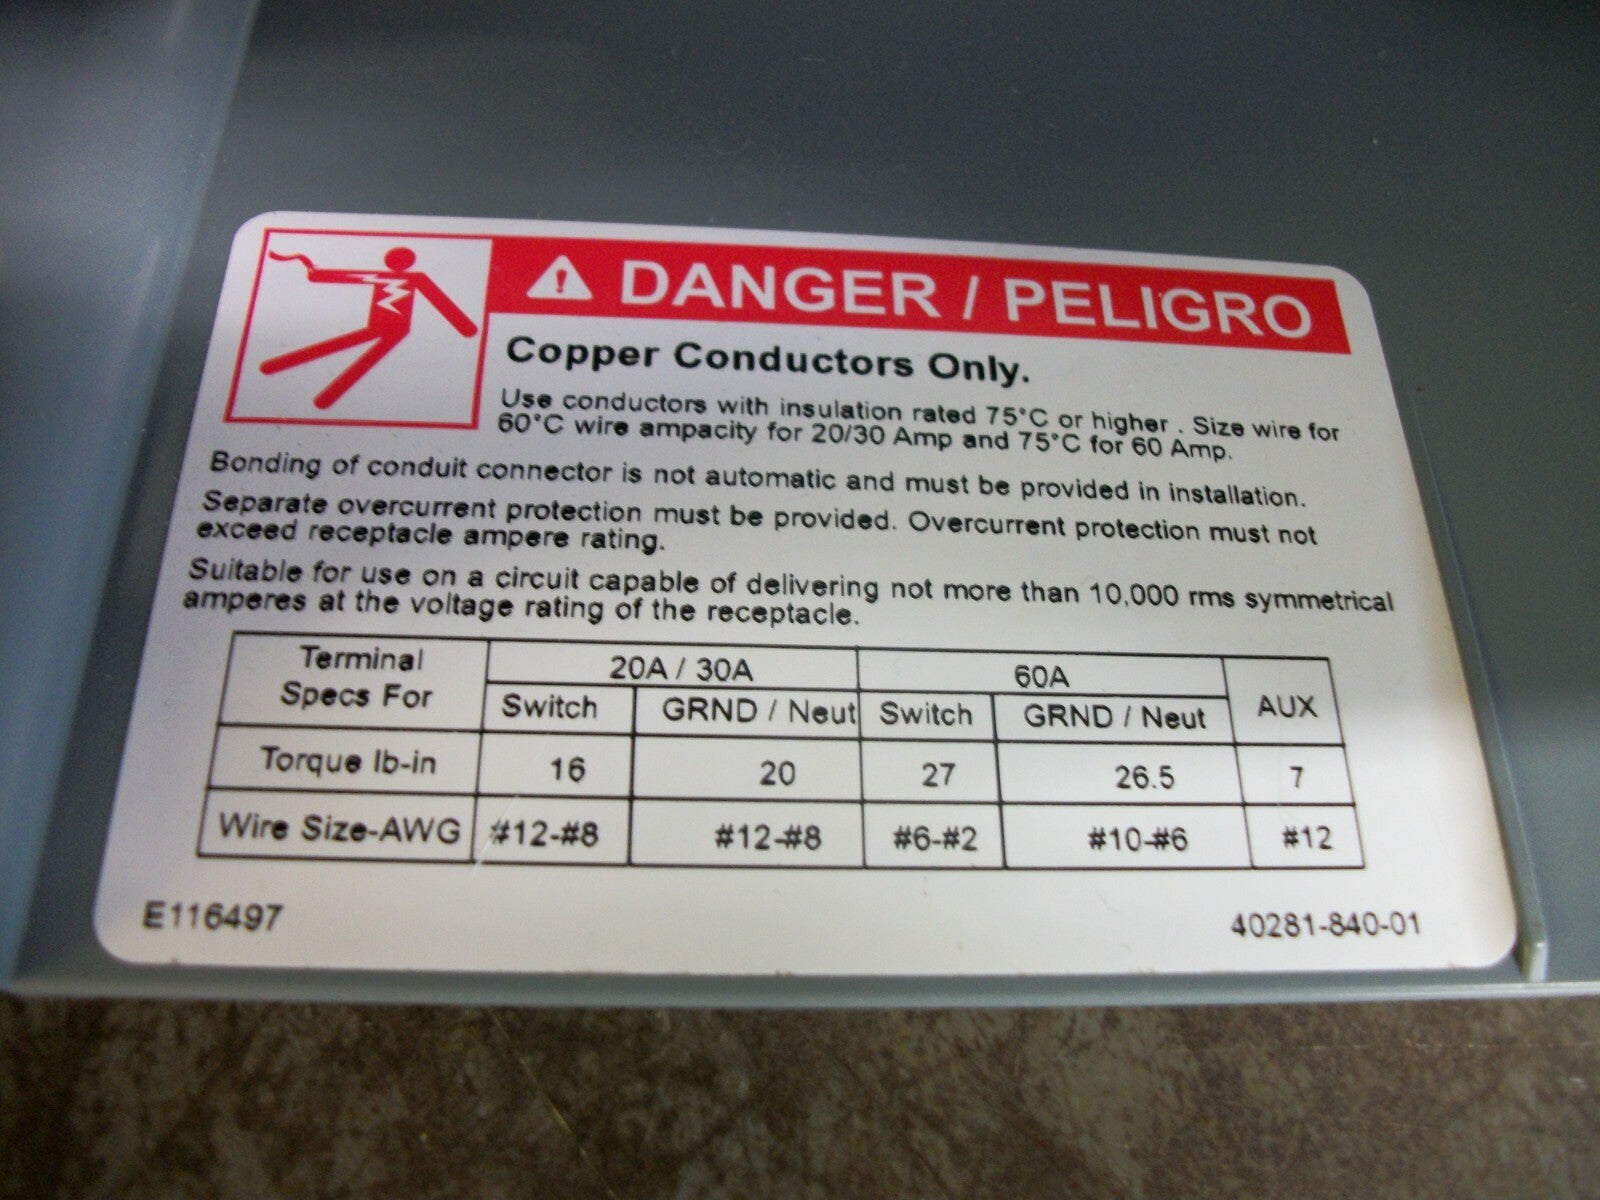 DANGER / PELIGRO
Copper Conductors Only.
Use conductors with insulation rated 75°C or higher . Size wire for
60°C wire ampacity for 20/30 Amp and 75°C for 60 Amp.
Bonding of conduit connector is not automatic and must be provided in installation.
Separate overcurrent protection must be provided. Overcurrent protection must not
exceed receptacle ampere rating.
Suitable for use on a circuit capable of delivering not more than 10,000 rms symmetrical
amperes at the voltage rating of the receptacle.
Terminal
Specs For
20A / 30A
60A
AUX
Switch GRND / Neut Switch GRND / Neut
Torque lb-in 16 20 27 26.5 7
Wire Size-AWG #12-#8 #12-#8 #6-#2 #10-#6 #12
E116497 40281-840-01